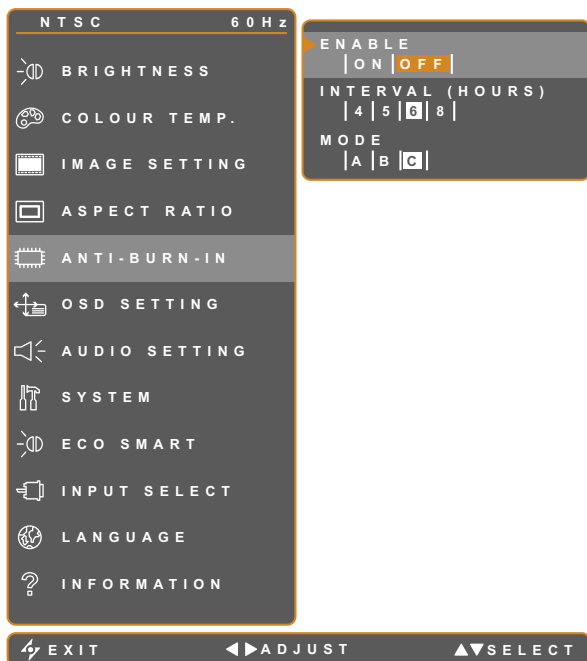 NTSC 60Hz
BRIGHTNESS
COLOUR TEMP.
IMAGE SETTING
ASPECT RATIO
ANTI-BURN-IN
OSD SETTING
AUDIO SETTING
SYSTEM
ECO SMART
INPUT SELECT
LANGUAGE
INFORMATION
ENABLE
ON OFF
INTERVAL (HOURS)
4 5 6 8
MODE
A B C
EXIT ADJUST SELECT